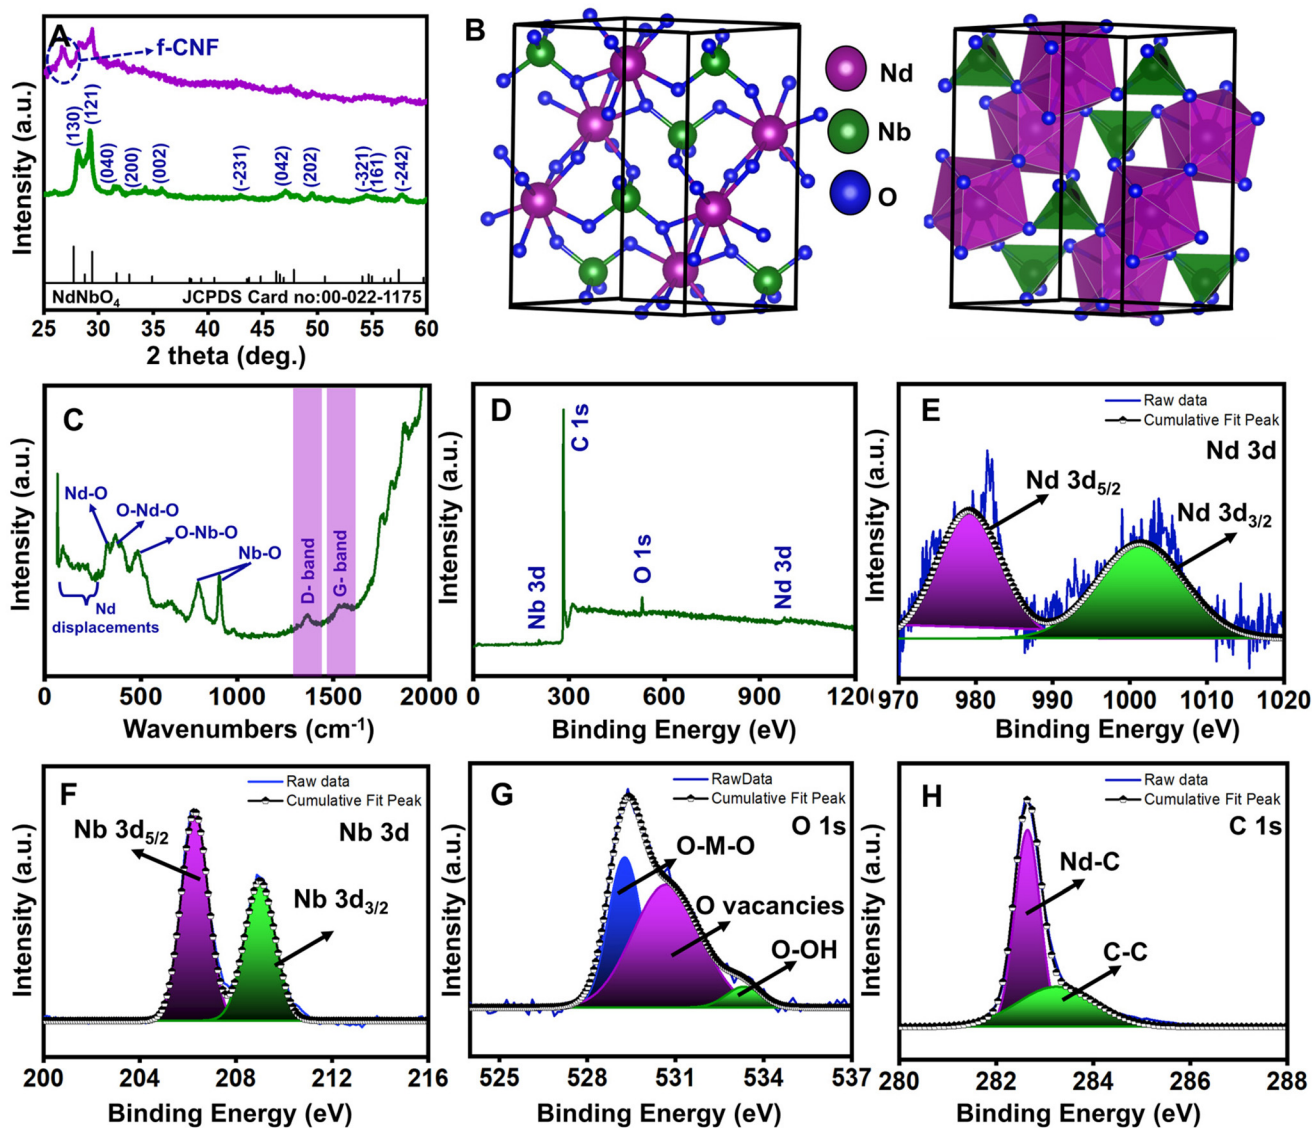 A
f-CNF
(130)
(121)
(040)
(200)
(002)
(-231)
(042)
(202)
(-321)
(161)
(-242)
NdNbO₄
JCPDS Card no:00-022-1175
25 30 35 40 45 50 55 60
2 theta (deg.)
Intensity (a.u.)
B
Nd
Nb
O
C
Nd-O
O-Nd-O
O-Nb-O
Nb-O
Nd
displacements
D- band
G- band
0 500 1000 1500 2000
Wavenumbers (cm⁻¹)
Intensity (a.u.)
D
C 1s
Nb 3d
O 1s
Nd 3d
0 300 600 900 120
Binding Energy (eV)
Intensity (a.u.)
E
Raw data
Cumulative Fit Peak
Nd 3d
Nd 3d₅/₂
Nd 3d₃/₂
970 980 990 1000 1010 1020
Binding Energy (eV)
Intensity (a.u.)
F
Raw data
Cumulative Fit Peak
Nb 3d
Nb 3d₅/₂
Nb 3d₃/₂
200 204 208 212 216
Binding Energy (eV)
Intensity (a.u.)
G
RawData
Cumulative Fit Peak
O 1s
O-M-O
O vacancies
O-OH
525 528 531 534 537
Binding Energy (eV)
Intensity (a.u.)
H
Raw data
Cumulative Fit Peak
C 1s
Nd-C
C-C
280 282 284 286 288
Binding Energy (eV)
Intensity (a.u.)